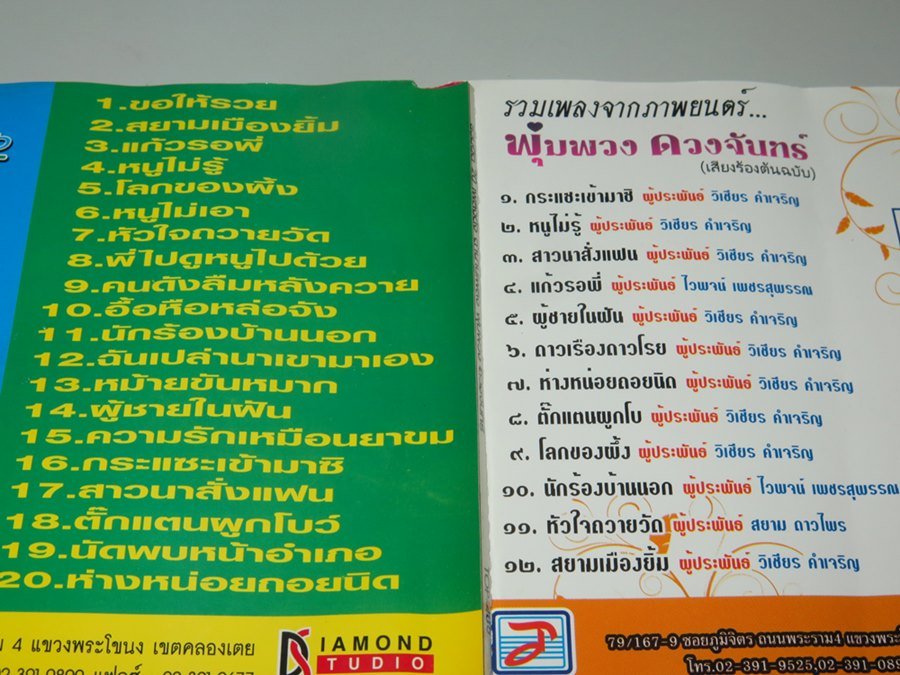 1.ขอให้รวย
2.สยามเมืองยิ้ม
3.แก้วรอพี่
4.หนูไม่รู้
5.โลกของผึ้ง
6.หนูไม่เอา
7.หัวใจถวายวัด
8.พี่ไปดูหนูไปด้วย
9.คนดังลืมหลังควาย
10.อื้อหือหล่อจัง
11.นักร้องบ้านนอก
12.ฉันเปล่านาเขามาเอง
13.หม้ายขันหมาก
14.ผู้ชายในฝัน
15.ความรักเหมือนยาขม
16.กระแซะเข้ามาซิ
17.สาวนาสั่งแฟน
18.ตั๊กแตนผูกโบว์
19.นัดพบหน้าอำเภอ
20.ห่างหน่อยถอยนิด
4 แขวงพระโขนง เขตคลองเตย
DIAMOND
STUDIO
รวมเพลงจากภาพยนตร์...
พุ่มพวง ดวงจันทร์
(เสียงร้องต้นฉบับ)
๑. กระแซะเข้ามาซิ ผู้ประพันธ์ วิเชียร คำเจริญ
๒. หนูไม่รู้ ผู้ประพันธ์ วิเชียร คำเจริญ
๓. สาวนาสั่งแฟน ผู้ประพันธ์ วิเชียร คำเจริญ
๔. แก้วรอพี่ ผู้ประพันธ์ ไวพจน์ เพชรสุพรรณ
๕. ผู้ชายในฝัน ผู้ประพันธ์ วิเชียร คำเจริญ
๖. ดาวเรืองดาวโรย ผู้ประพันธ์ วิเชียร คำเจริญ
๗. ห่างหน่อยถอยนิด ผู้ประพันธ์ วิเชียร คำเจริญ
๘. ตั๊กแตนผูกโบ ผู้ประพันธ์ วิเชียร คำเจริญ
๙. โลกของผึ้ง ผู้ประพันธ์ วิเชียร คำเจริญ
๑๐. นักร้องบ้านนอก ผู้ประพันธ์ ไวพจน์ เพชรสุพรรณ
๑๑. หัวใจถวายวัด ผู้ประพันธ์ สยาม ดาวไพร
๑๒. สยามเมืองยิ้ม ผู้ประพันธ์ วิเชียร คำเจริญ
79/167-9 ซอยภูมิจิตร ถนนพระราม4
โทร.02-391-9525,02-391-089